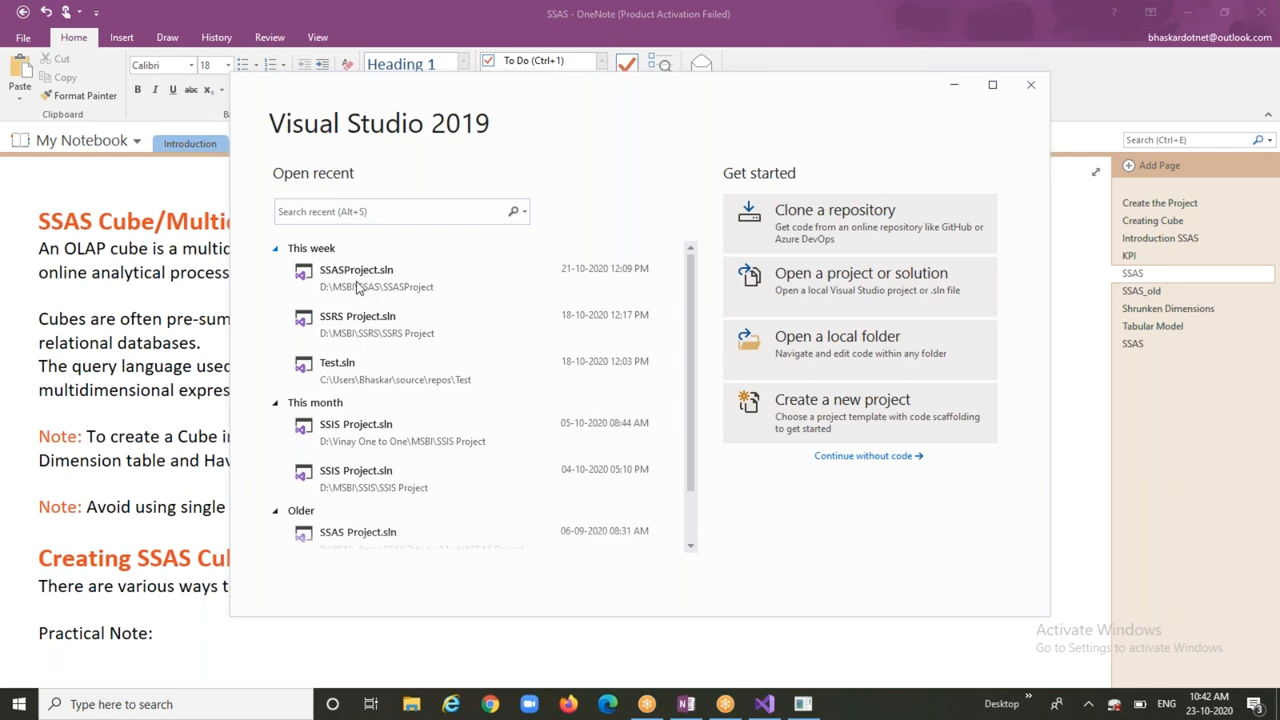 SSAS - OneNote (Product Activation Failed)
File Home Insert Draw History Review View
bhaskardotnet@outlook.com
Paste
Cut
Copy
Format Painter
Clipboard
Calibri 18
B I U abc
Heading 1
To Do (Ctrl+1)
My Notebook
Introduction
Search (Ctrl+E)
Add Page
Create the Project
Creating Cube
Introduction SSAS
KPI
SSAS
SSAS_old
Shrunken Dimensions
Tabular Model
SSAS
SSAS Cube/Multi
An OLAP cube is a multid
online analytical process
Cubes are often pre-sum
relational databases.
The query language used
multidimensional expres
Note: To create a Cube in
Dimension table and Hav
Note: Avoid using single
Creating SSAS Cu
There are various ways t
Practical Note:
Visual Studio 2019
Open recent
Search recent (Alt+S)
This week
SSASProject.sln 21-10-2020 12:09 PM
D:\MSBI\SSAS\SSASProject
SSRS Project.sln 18-10-2020 12:17 PM
D:\MSBI\SSRS\SSRS Project
Test.sln 18-10-2020 12:03 PM
C:\Users\Bhaskar\source\repos\Test
This month
SSIS Project.sln 05-10-2020 08:44 AM
D:\Vinay One to One\MSBI\SSIS Project
SSIS Project.sln 04-10-2020 05:10 PM
D:\MSBI\SSIS\SSIS Project
Older
SSAS Project.sln 06-09-2020 08:31 AM
Get started
Clone a repository
Get code from an online repository like GitHub or
Azure DevOps
Open a project or solution
Open a local Visual Studio project or .sln file
Open a local folder
Navigate and edit code within any folder
Create a new project
Choose a project template with code scaffolding
to get started
Continue without code →
Activate Windows
Go to Settings to activate Windows.
Type here to search
Desktop
ENG
10:42 AM
23-10-2020
3